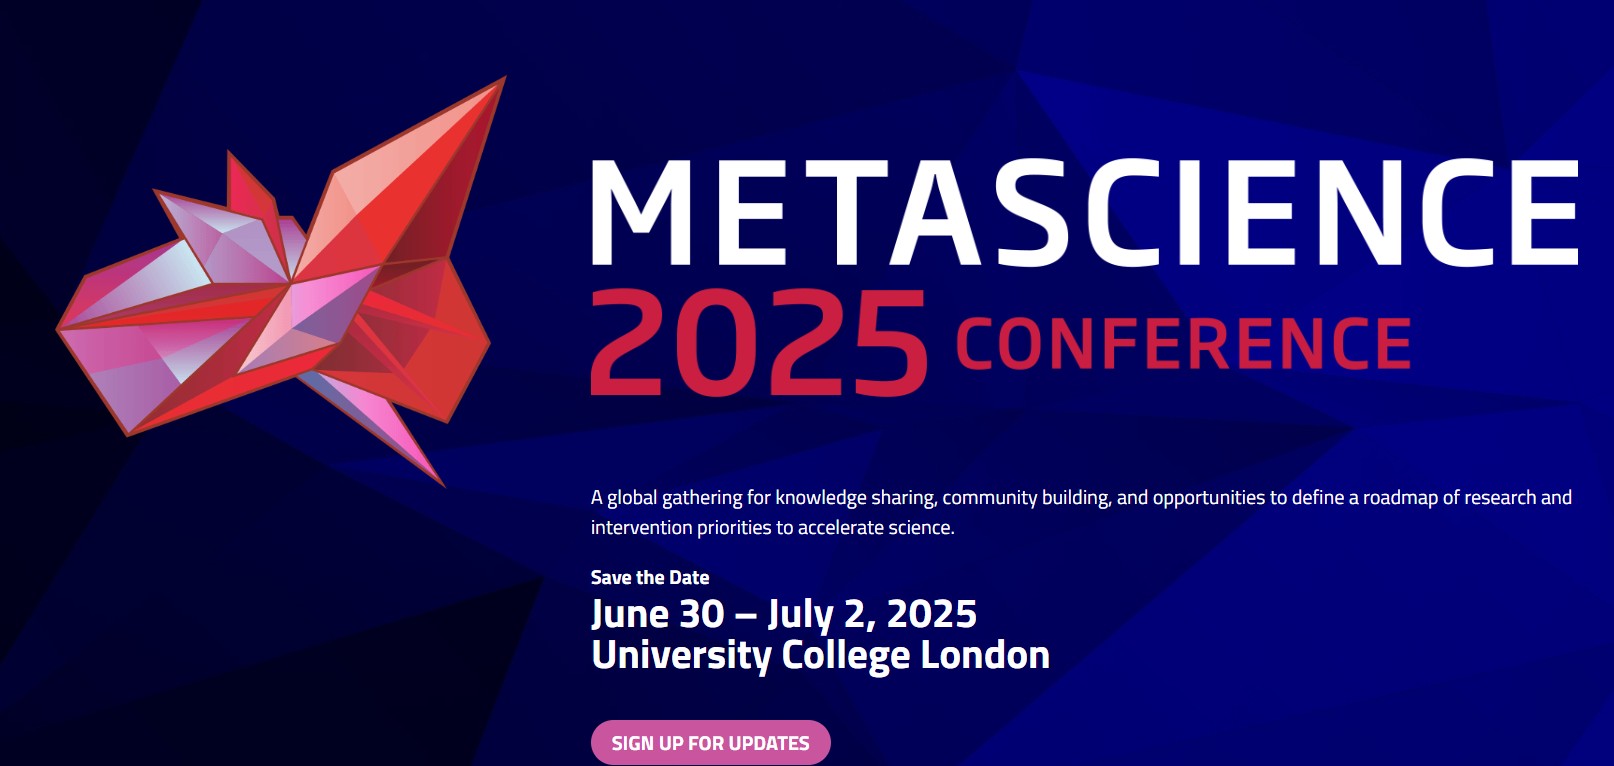 METASCIENCE
2025 CONFERENCE
A global gathering for knowledge sharing, community building, and opportunities to define a roadmap of research and
intervention priorities to accelerate science.
Save the Date
June 30 – July 2, 2025
University College London
SIGN UP FOR UPDATES